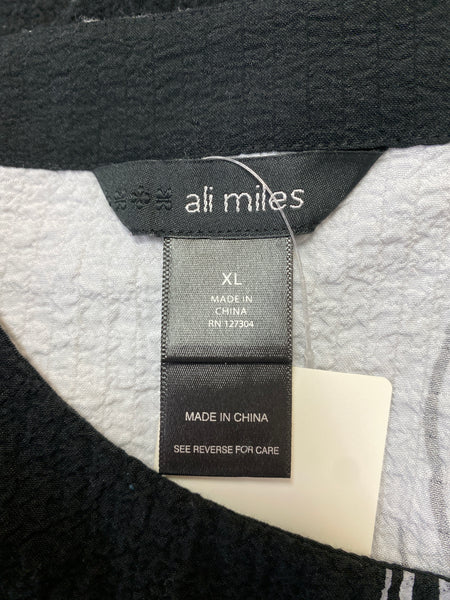 ali miles
XL
MADE IN
CHINA
RN 127304
MADE IN CHINA
SEE REVERSE FOR CARE